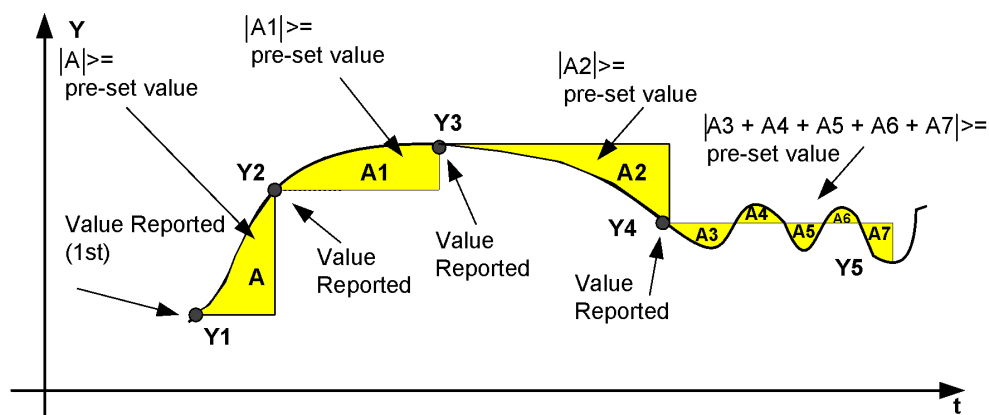 Y
|A|>=
pre-set value
|A1|>=
pre-set value
|A2|>=
pre-set value
|A3 + A4 + A5 + A6 + A7|>=
pre-set value
Value Reported
(1st)
Y1
A
Y2
A1
Value
Reported
Y3
Value
Reported
A2
Y4
Value
Reported
A3
A4
A5
A6
A7
Y5
t